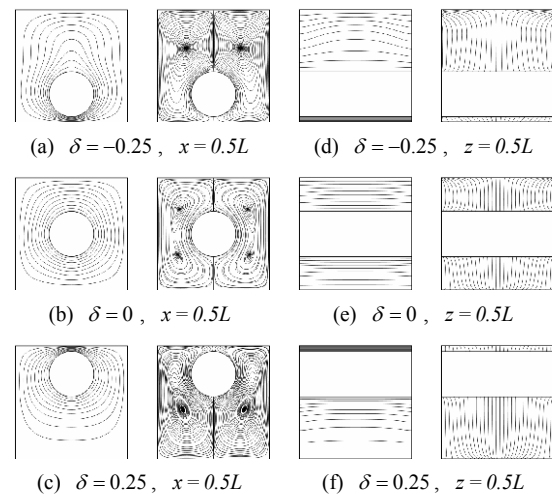 (a) δ = −0.25 , x = 0.5L
(d) δ = −0.25 , z = 0.5L
(b) δ = 0 , x = 0.5L
(e) δ = 0 , z = 0.5L
(c) δ = 0.25 , x = 0.5L
(f) δ = 0.25 , z = 0.5L